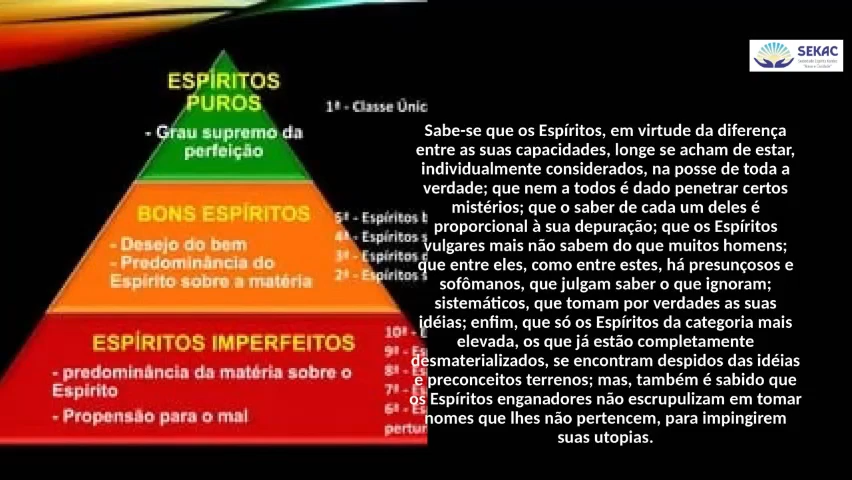 SEKAC
ESPÍRITOS
PUROS
- Grau supremo da
perfeição
1ª - Classe
BONS ESPÍRITOS
- Desejo do bem
- Predominância do
Espírito sobre a matéria
5ª - Espíritos
4ª - Espíritos
3ª - Espíritos
2ª - Espíritos
ESPÍRITOS IMPERFEITOS
- predominância da matéria sobre o
Espirito
- Propensão para o mal
10ª -
9ª -
8ª -
7ª -
6ª -
Sabe-se que os Espíritos, em virtude da diferença
entre as suas capacidades, longe se acham de estar,
individualmente considerados, na posse de toda a
verdade; que nem a todos é dado penetrar certos
mistérios; que o saber de cada um deles é
proporcional à sua depuração; que os Espíritos
vulgares mais não sabem do que muitos homens;
que entre eles, como entre estes, há presunçosos e
sofômanos, que julgam saber o que ignoram;
sistemáticos, que tomam por verdades as suas
idéias; enfim, que só os Espíritos da categoria mais
elevada, os que já estão completamente
desmaterializados, se encontram despidos das idéias
e preconceitos terrenos; mas, também é sabido que
os Espíritos enganadores não escrupulizam em tomar
nomes que lhes não pertencem, para impingirem
suas utopias.